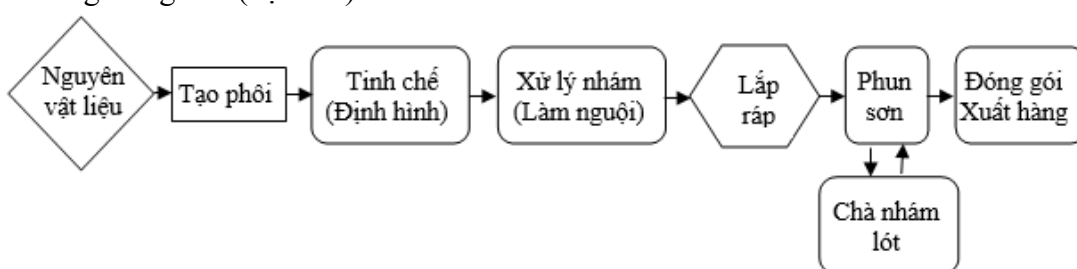 Nguyên
vật liệu
Tạo phôi
Tinh chế
(Định hình)
Xử lý nhám
(Làm nguội)
Lắp
ráp
Phun
sơn
Đóng gói
Xuất hàng
Chà nhám
lót